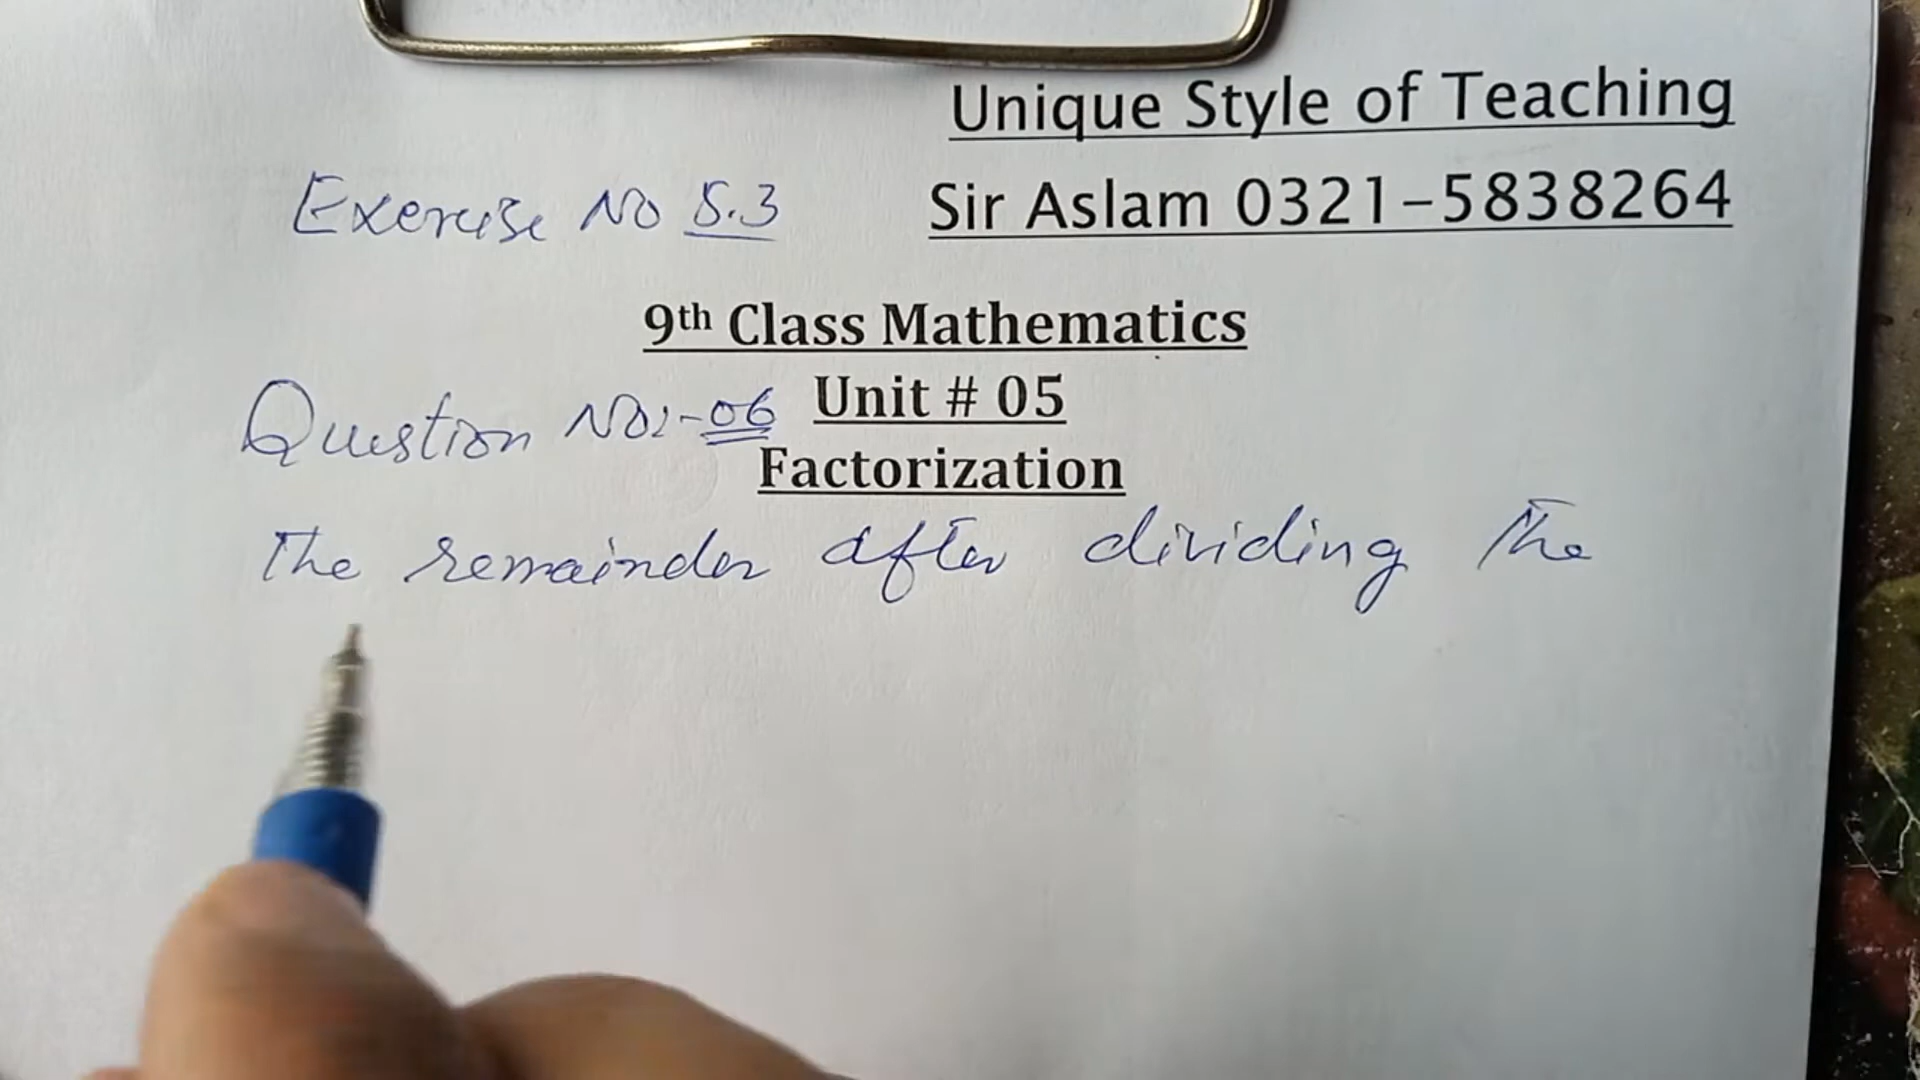 Unique Style of Teaching
Exercise No 5.3
Sir Aslam 0321-5838264
9th Class Mathematics
Unit # 05
Question No:-06
Factorization
The remainder after dividing the